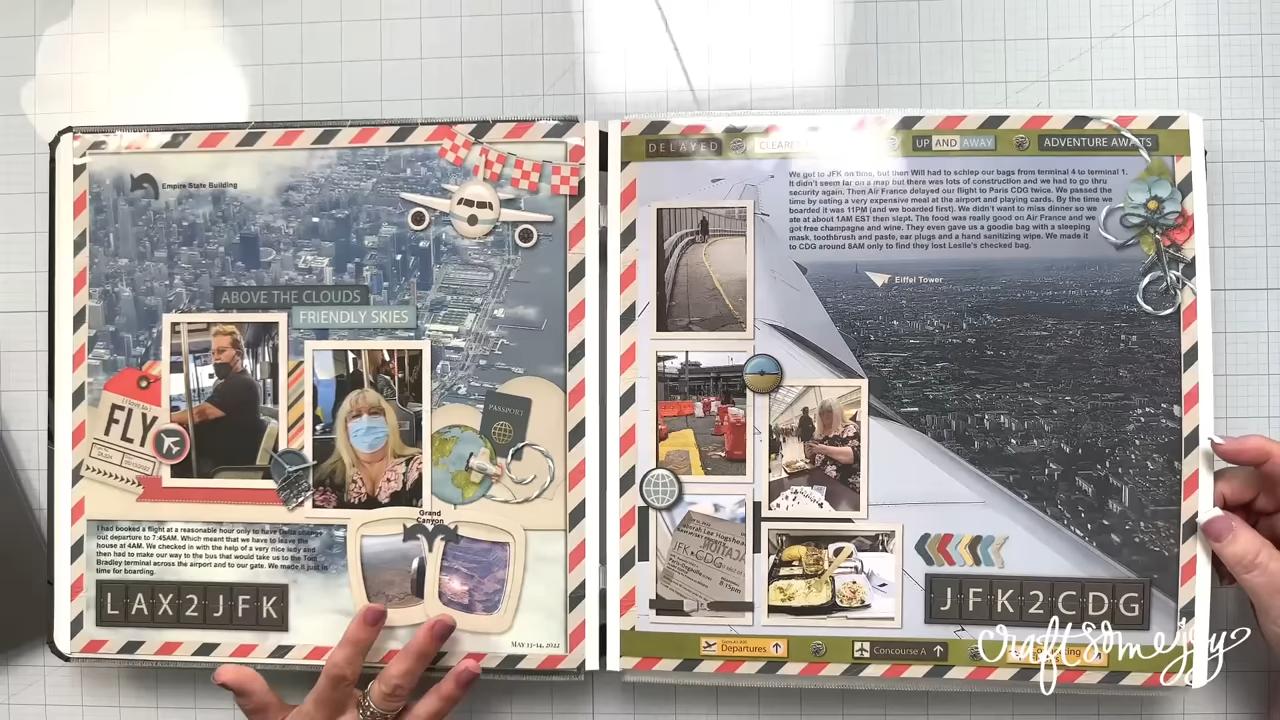 Empire State Building
ABOVE THE CLOUDS
FRIENDLY SKIES
FLY
PASSPORT
Grand
Canyon
I had booked a flight at a reasonable hour only to have Delta change
out departure to 7:45AM. Which meant that we have to leave the
house at 4AM. We checked in with the help of a very nice lady and
then had to make our way to the bus that would take us to the Tom
Bradley terminal across the airport and to our gate. We made it just in
time for boarding.
LAX2JFK
MAY 13-14, 2022
DELAYED
UP AND AWAY
ADVENTURE AWAITS
We got to JFK on time, but then Will had to schlep our bags from terminal 4 to terminal 1.
It didn't seem far on a map but there was lots of construction and we had to go thru
security again. Then Air France delayed our flight to Paris CDG twice. We passed the
time by eating a very expensive meal at the airport and playing cards. By the time we
boarded it was 11PM (and we boarded first). We didn't want to miss dinner so we
ate at about 1AM EST then slept. The food was really good on Air France and we
got free champagne and wine. They even gave us a goodie bag with a sleeping
mask, toothbrush and paste, ear plugs and a hand sanitizing wipe. We made it
to CDG around 8AM only to find they lost Leslie's checked bag.
Eiffel Tower
JFK CDG
8:15pm
JFK2CDG
Departures
Concourse A
craftsomejoy